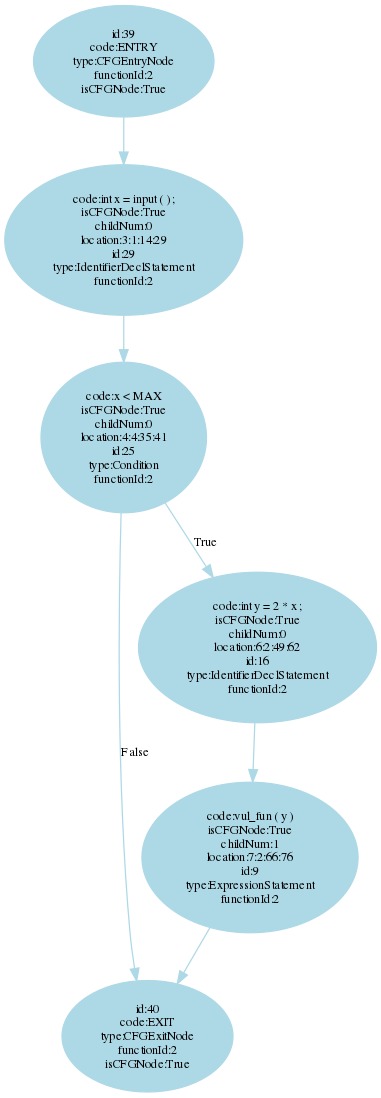 id:39
code:ENTRY
type:CFGEntryNode
functionId:2
isCFGNode:True
code:int x = input ( ) ;
isCFGNode:True
childNum:0
location:3:1:14:29
id:29
type:IdentifierDeclStatement
functionId:2
code:x < MAX
isCFGNode:True
childNum:0
location:4:4:35:41
id:25
type:Condition
functionId:2
True
code:int y = 2 * x ;
isCFGNode:True
childNum:0
location:6:2:49:62
id:16
type:IdentifierDeclStatement
functionId:2
False
code:vul_fun ( y )
isCFGNode:True
childNum:1
location:7:2:66:76
id:9
type:ExpressionStatement
functionId:2
id:40
code:EXIT
type:CFGExitNode
functionId:2
isCFGNode:True